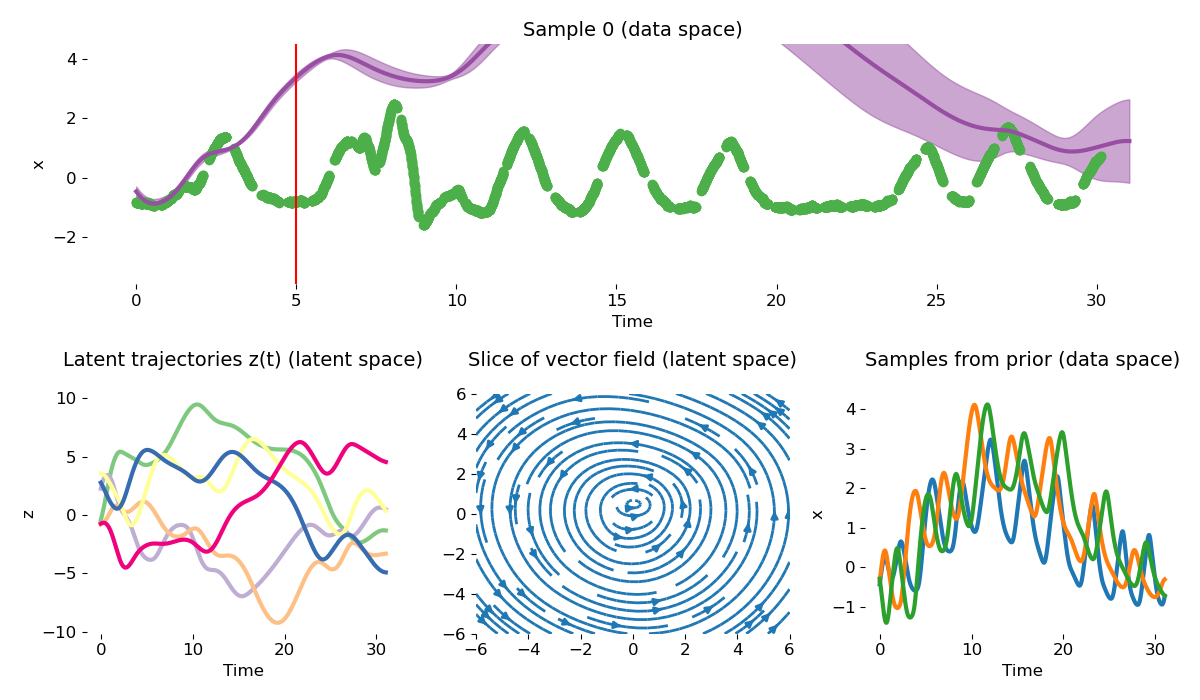 Sample 0 (data space)
4
2
0
−2
x
0 5 10 15 20 25 30
Time
Latent trajectories z(t) (latent space)
10
5
0
−5
−10
z
0 10 20 30
Time
Slice of vector field (latent space)
6
4
2
0
−2
−4
−6
−6 −4 −2 0 2 4 6
Samples from prior (data space)
4
3
2
1
0
−1
x
0 10 20 30
Time